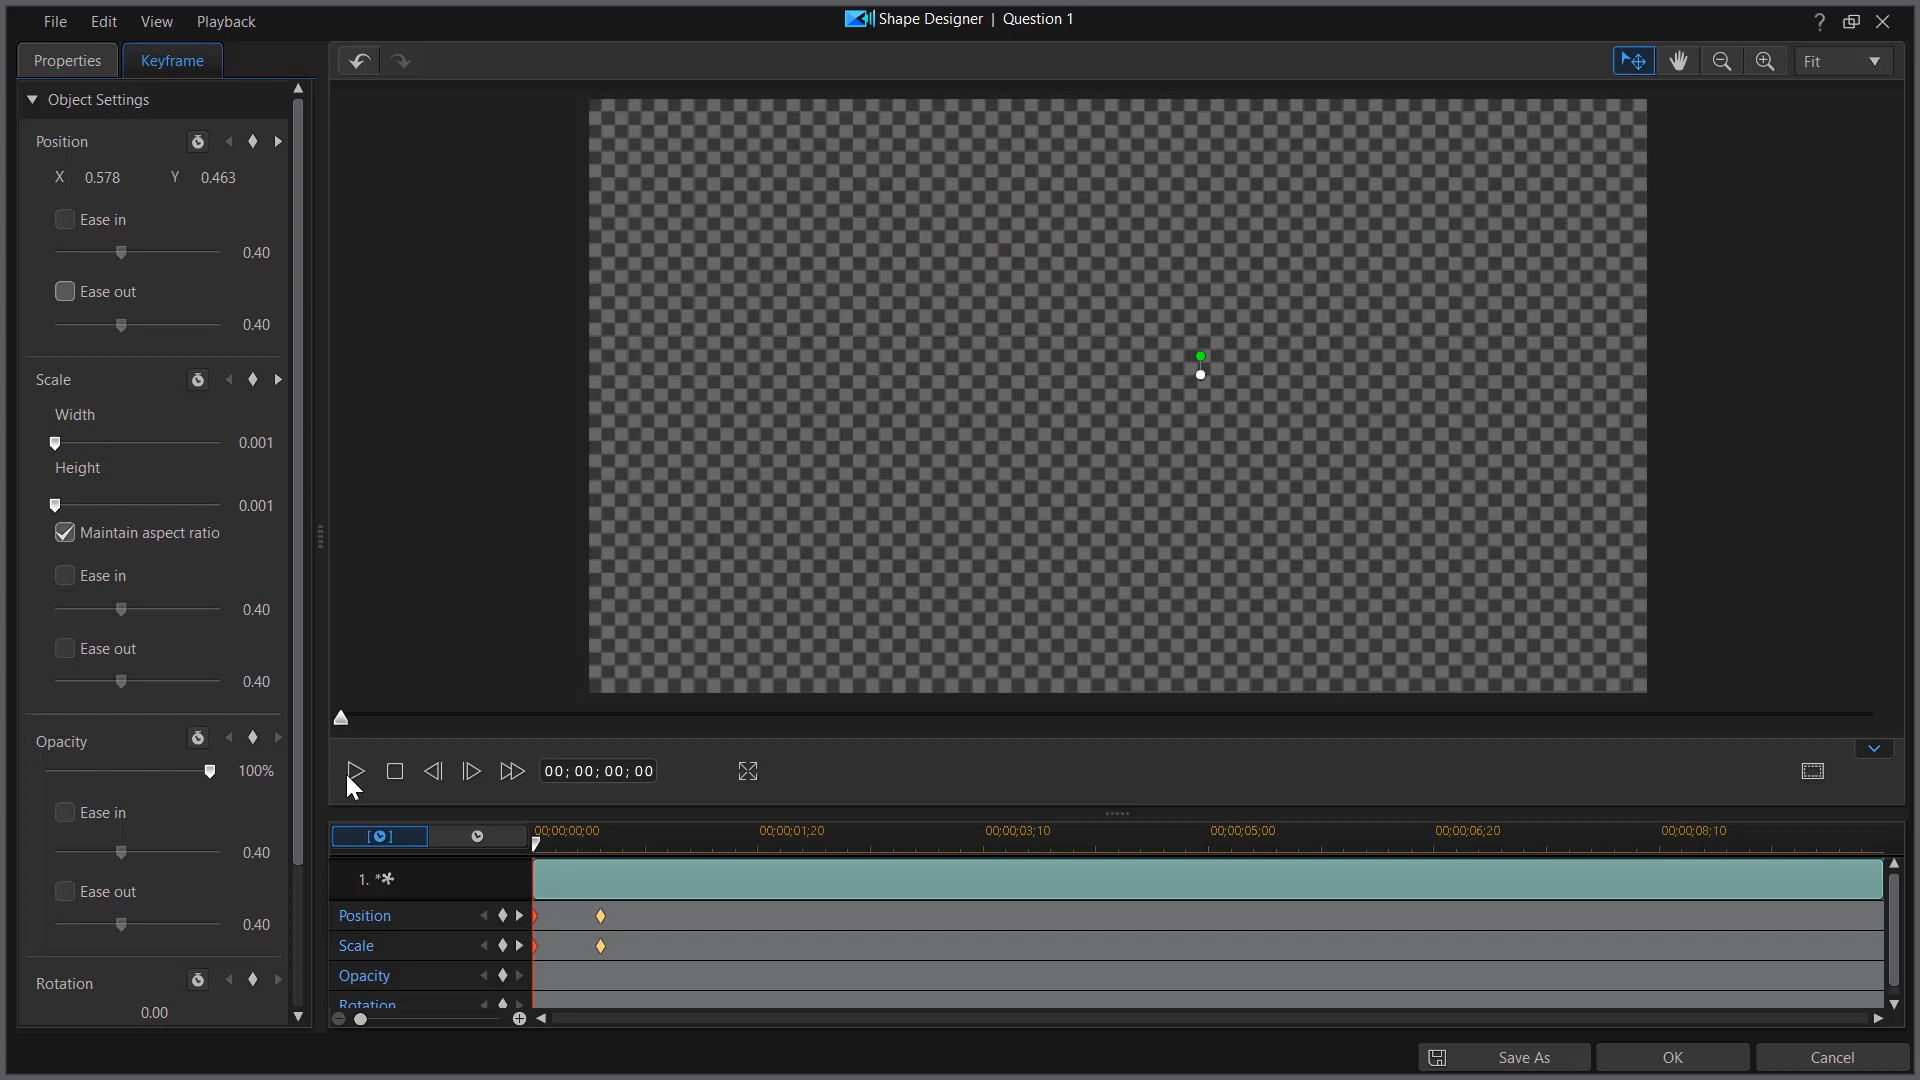 File Edit View Playback
Shape Designer | Question 1
Properties Keyframe
Fit
Object Settings
Position
X 0.578 Y 0.463
Ease in
0.40
Ease out
0.40
Scale
Width
0.001
Height
0.001
Maintain aspect ratio
Ease in
0.40
Ease out
0.40
Opacity
100%
Ease in
0.40
Ease out
0.40
Rotation
0.00
00; 00; 00; 00
00;00;00;00 00;00;01;20 00;00;03;10 00;00;05;00 00;00;06;20 00;00;08;10
1. *
Position
Scale
Opacity
Rotation
Save As OK Cancel